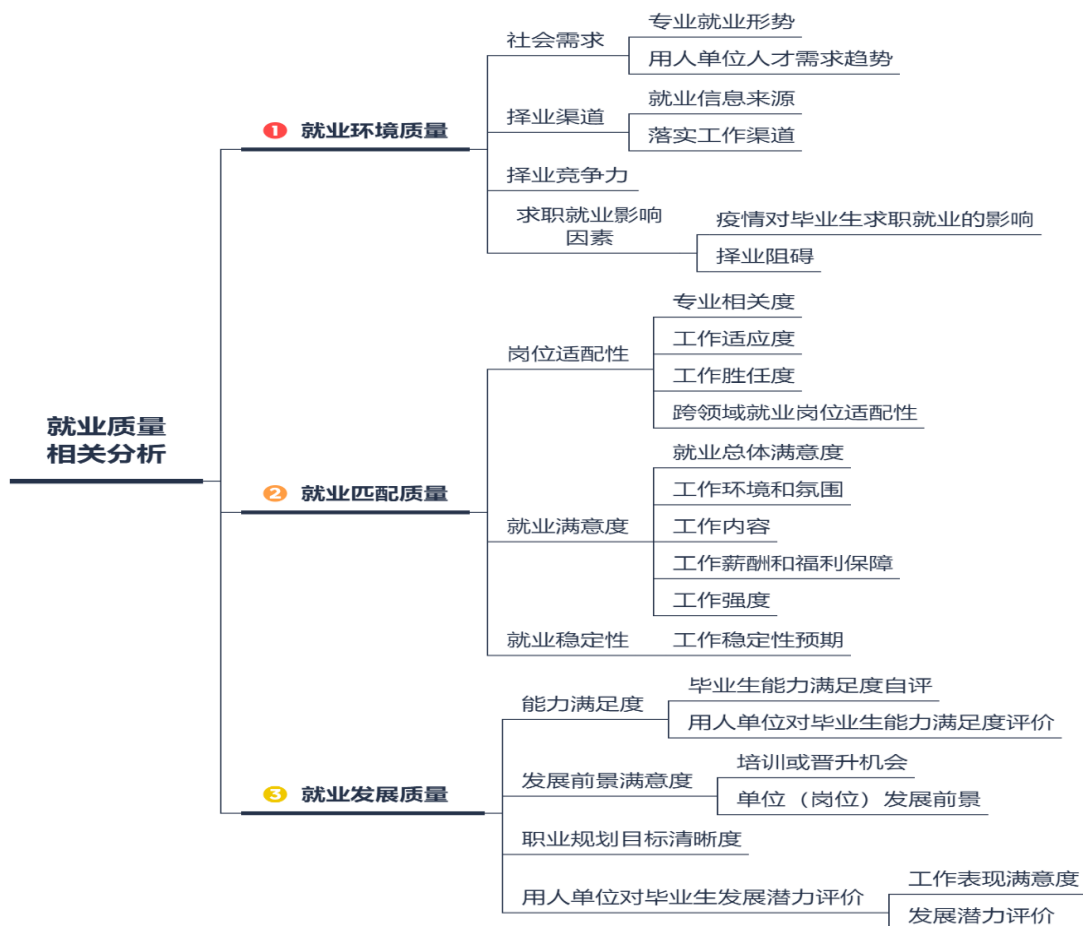 就业质量
相关分析
❶ 就业环境质量
社会需求
专业就业形势
用人单位人才需求趋势
择业渠道
就业信息来源
落实工作渠道
择业竞争力
求职就业影响
因素
疫情对毕业生求职就业的影响
择业阻碍
❷ 就业匹配质量
岗位适配性
专业相关度
工作适应度
工作胜任度
跨领域就业岗位适配性
就业满意度
就业总体满意度
工作环境和氛围
工作内容
工作薪酬和福利保障
工作强度
就业稳定性
工作稳定性预期
❸ 就业发展质量
能力满足度
毕业生能力满足度自评
用人单位对毕业生能力满足度评价
发展前景满意度
培训或晋升机会
单位（岗位）发展前景
职业规划目标清晰度
用人单位对毕业生发展潜力评价
工作表现满意度
发展潜力评价